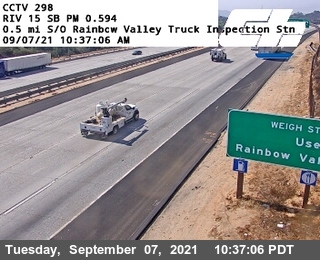 CCTV 298
RIV 15 SB PM 0.594
0.5 mi S/O Rainbow Valley Truck Inspection Stn
09/07/21 10:37:06 AM
WEIGH ST
Use
Rainbow Val
Tuesday, September 07, 2021 10:37:06 PDT